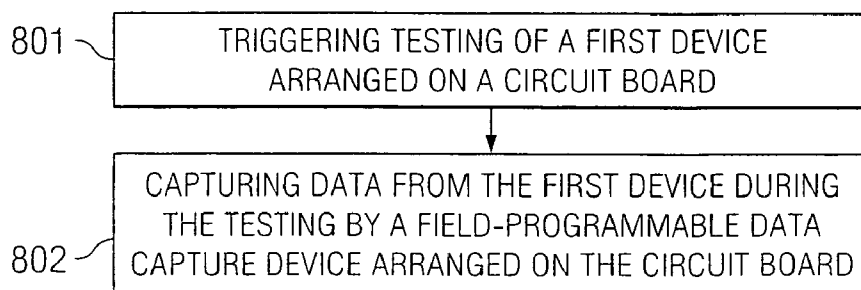 801
TRIGGERING TESTING OF A FIRST DEVICE
ARRANGED ON A CIRCUIT BOARD
802
CAPTURING DATA FROM THE FIRST DEVICE DURING
THE TESTING BY A FIELD-PROGRAMMABLE DATA
CAPTURE DEVICE ARRANGED ON THE CIRCUIT BOARD